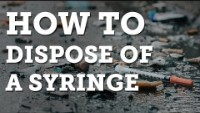 HOW TO
DISPOSE OF
A SYRINGE